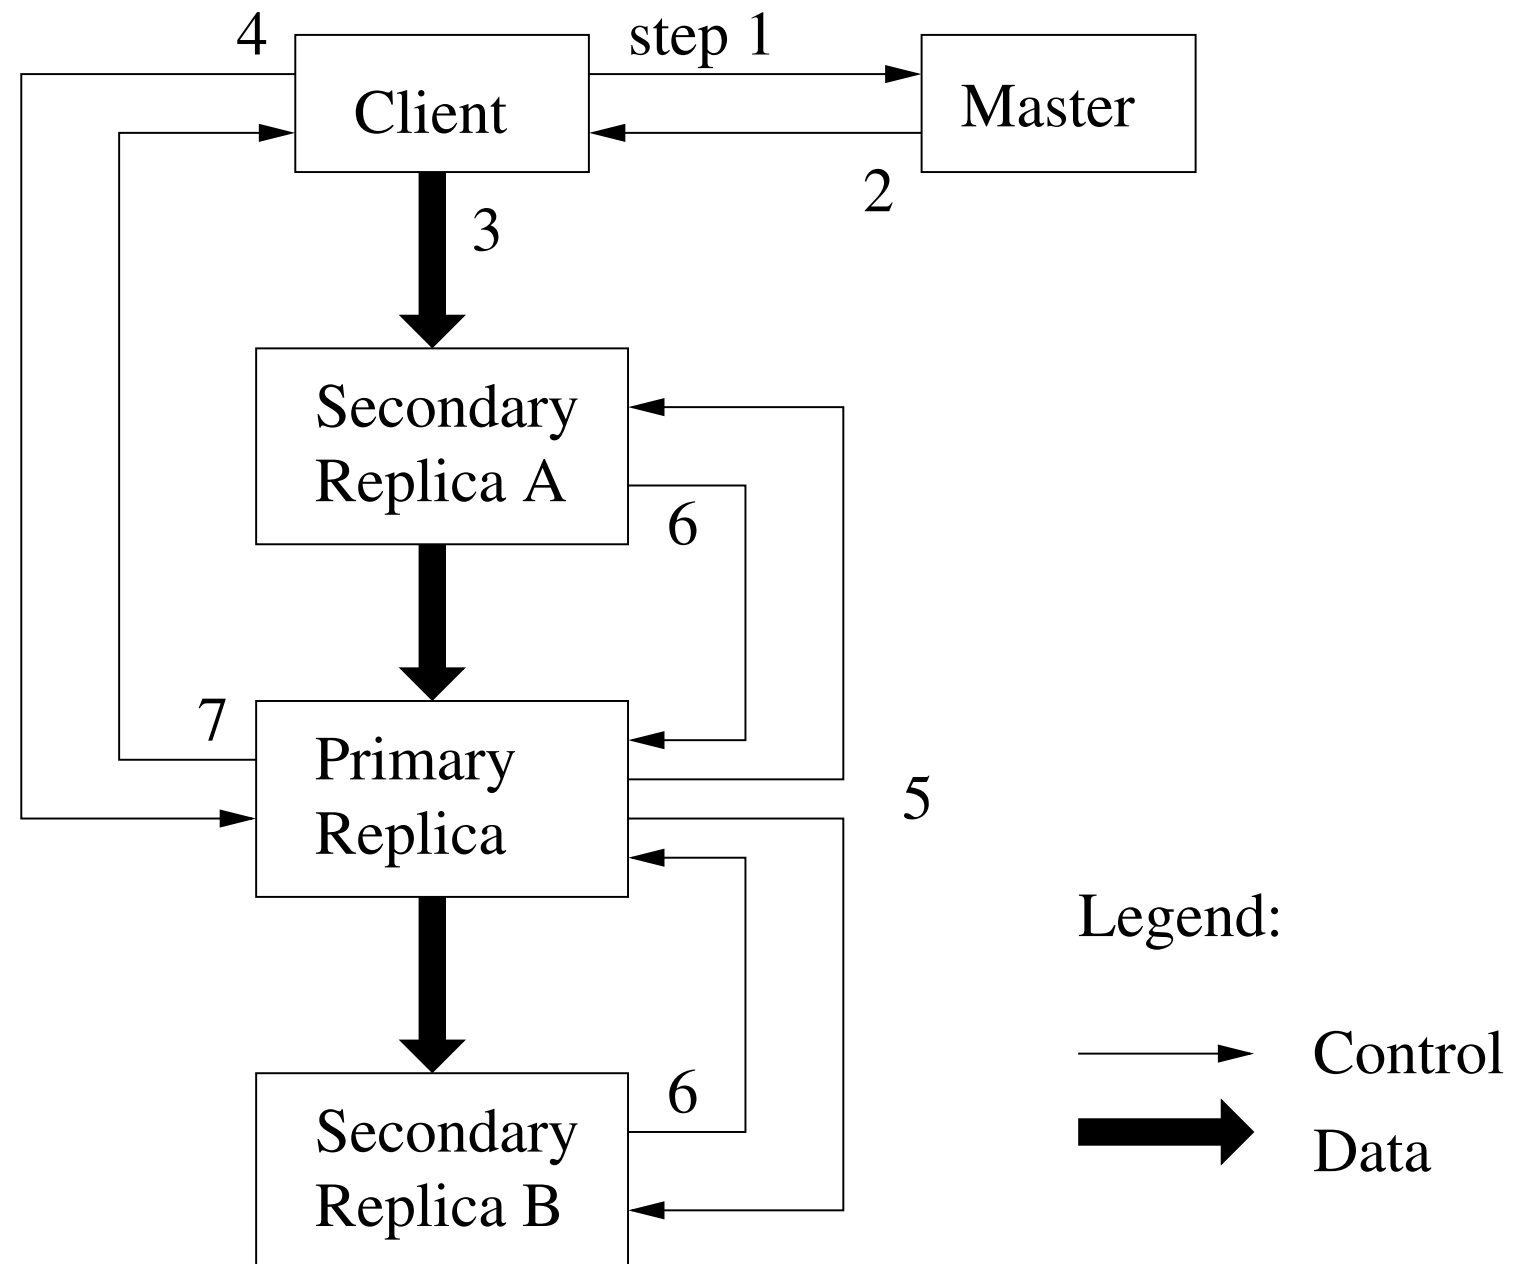 4
step 1
Client
Master
2
3
Secondary
Replica A
6
7
Primary
Replica
5
Legend:
Control
6
Secondary
Replica B
Data